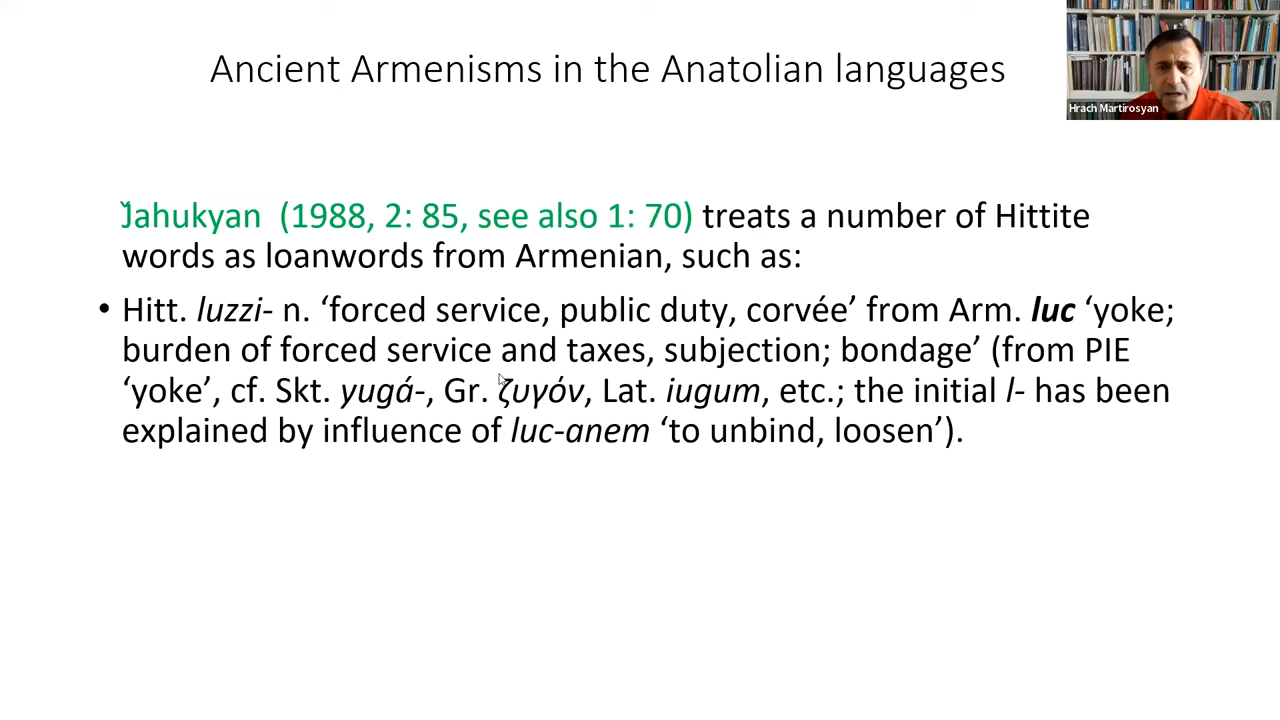 Ancient Armenisms in the Anatolian languages
Hrach Martirosyan
J̌ahukyan (1988, 2: 85, see also 1: 70) treats a number of Hittite
words as loanwords from Armenian, such as:
• Hitt. luzzi- n. ‘forced service, public duty, corvée’ from Arm. luc ‘yoke;
burden of forced service and taxes, subjection; bondage’ (from PIE
‘yoke’, cf. Skt. yugá-, Gr. ζυγόν, Lat. iugum, etc.; the initial l- has been
explained by influence of luc-anem ‘to unbind, loosen’).